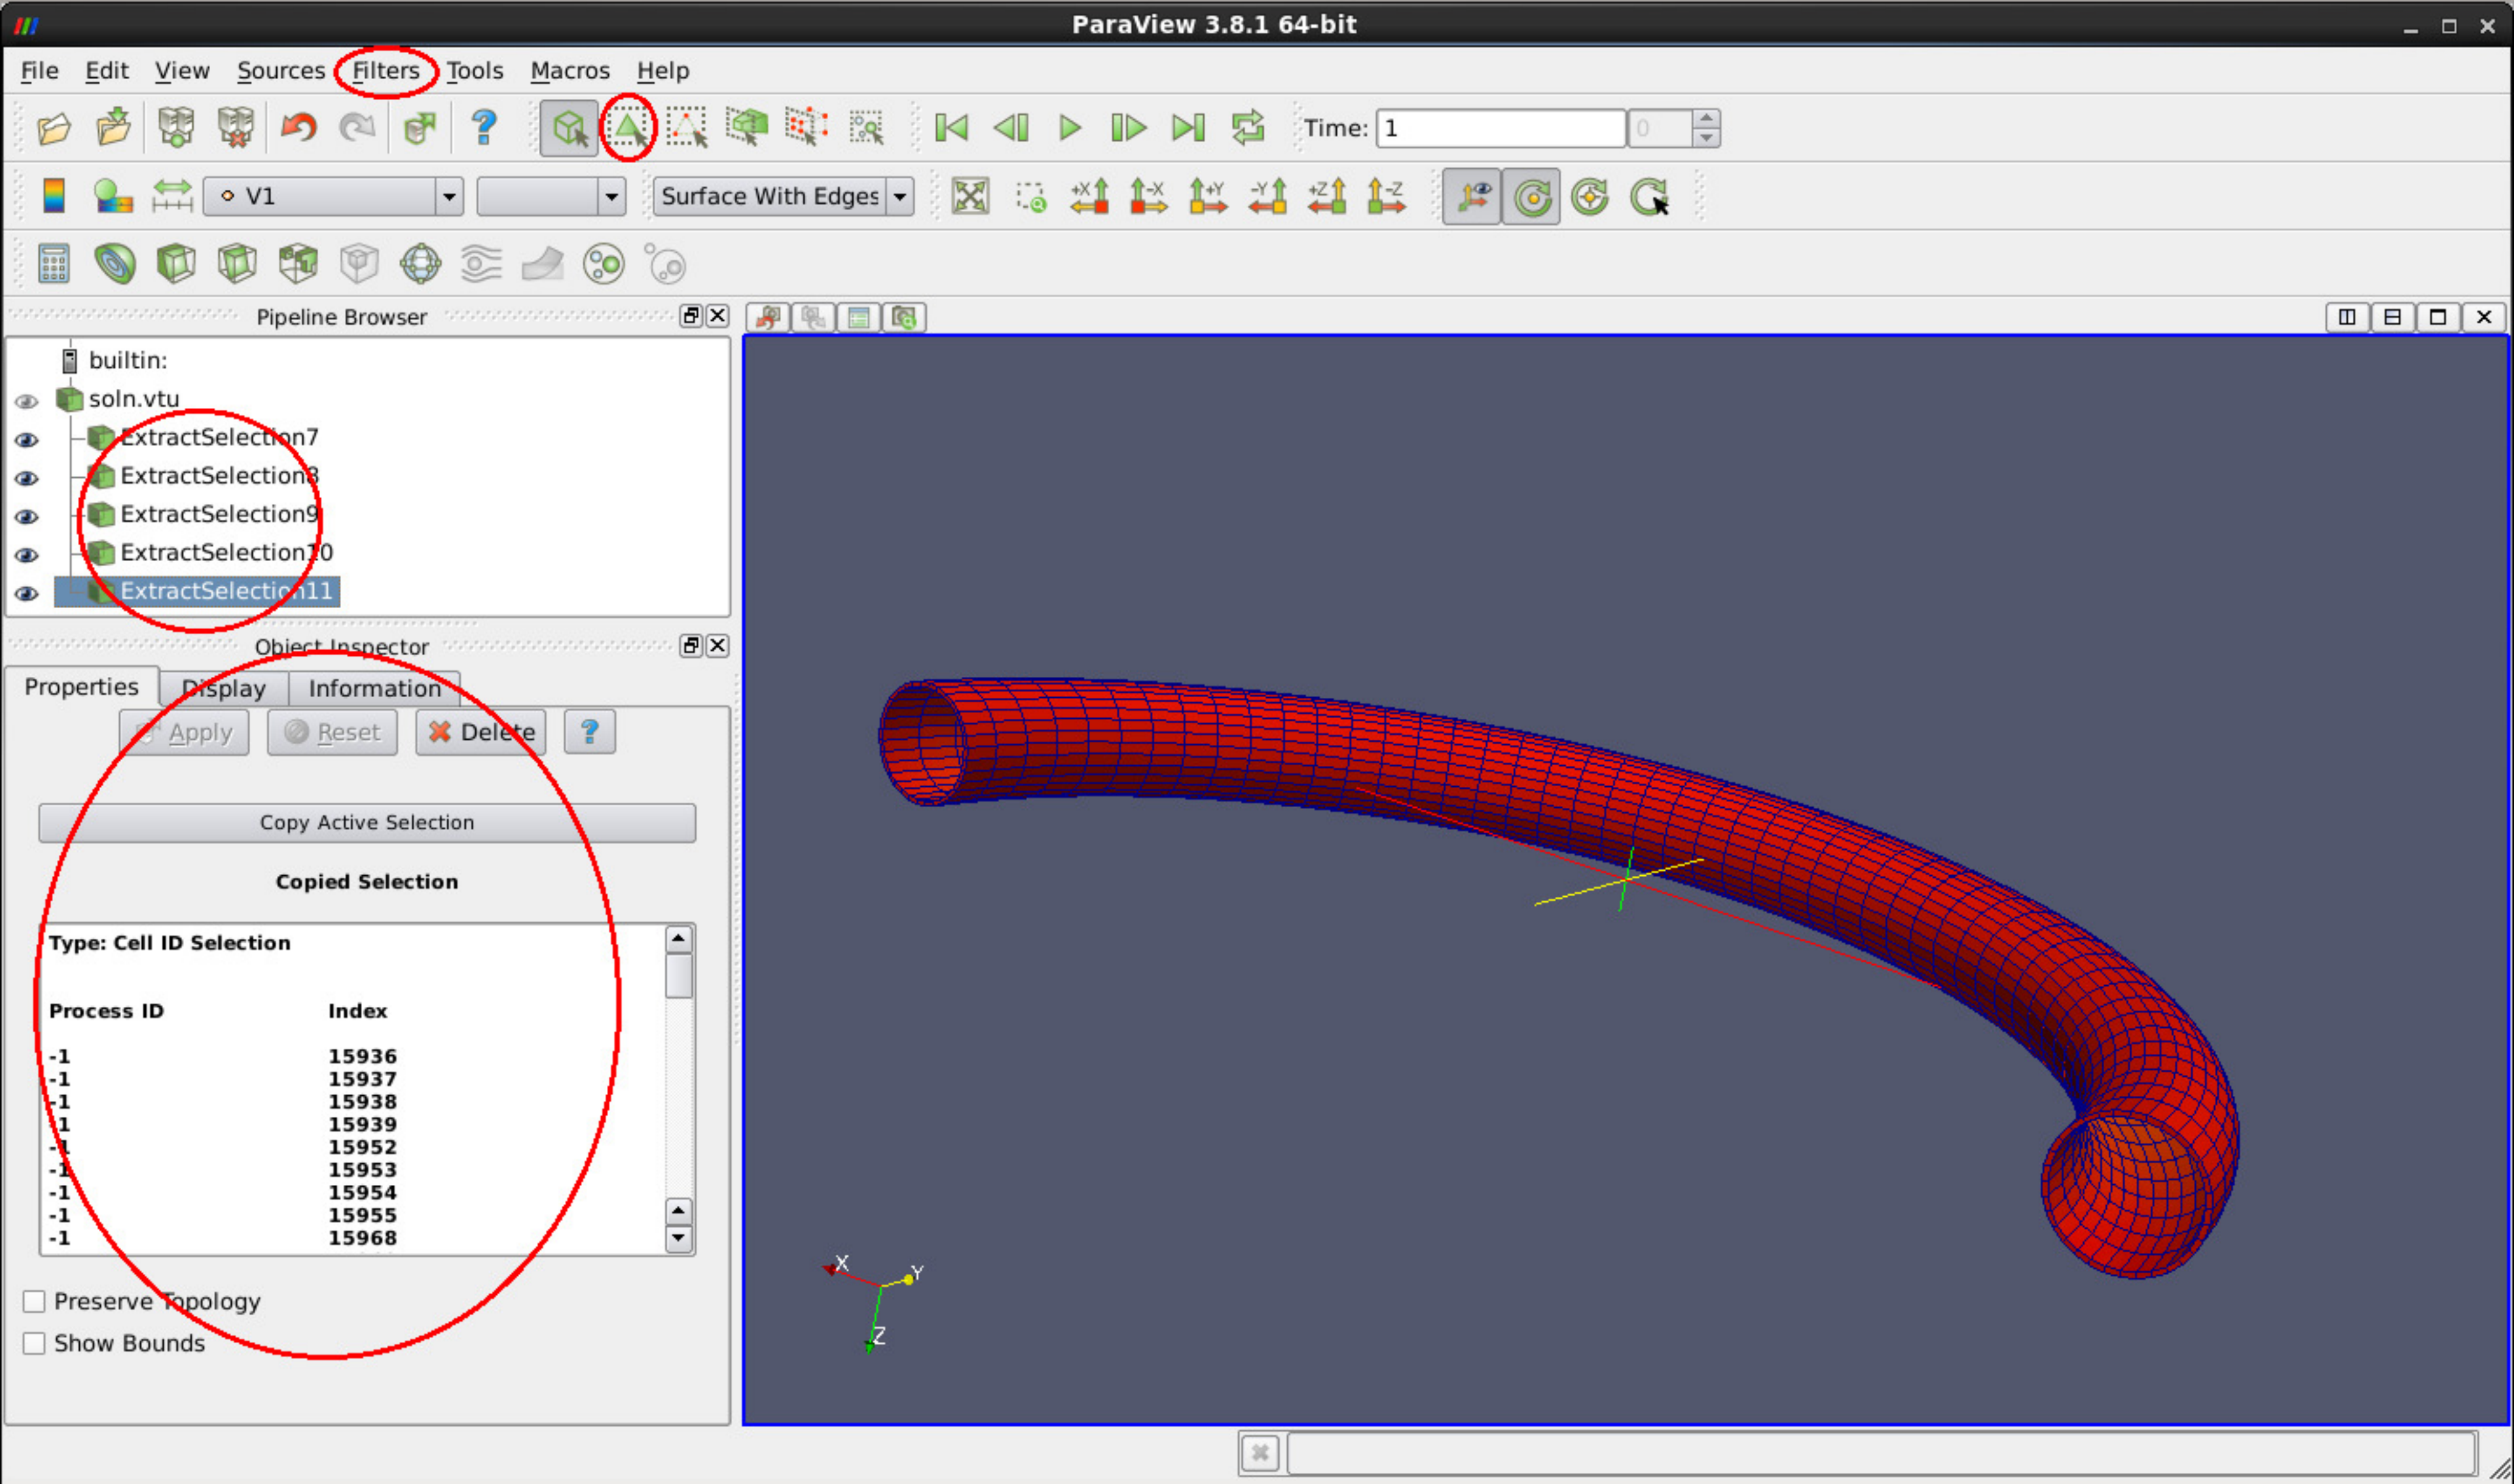 ParaView 3.8.1 64-bit
File Edit View Sources Filters Tools Macros Help
? Time: 1 0
V1 Surface With Edges +X -X +Y -Y +Z -Z
Pipeline Browser
builtin:
soln.vtu
ExtractSelection7
ExtractSelection8
ExtractSelection9
ExtractSelection10
ExtractSelection11
Object Inspector
Properties Display Information
Apply Reset Delete ?
Copy Active Selection
Copied Selection
Type: Cell ID Selection
Process ID Index
-1 15936
-1 15937
-1 15938
-1 15939
-1 15952
-1 15953
-1 15954
-1 15955
-1 15968
Preserve Topology
Show Bounds
X
Y
Z